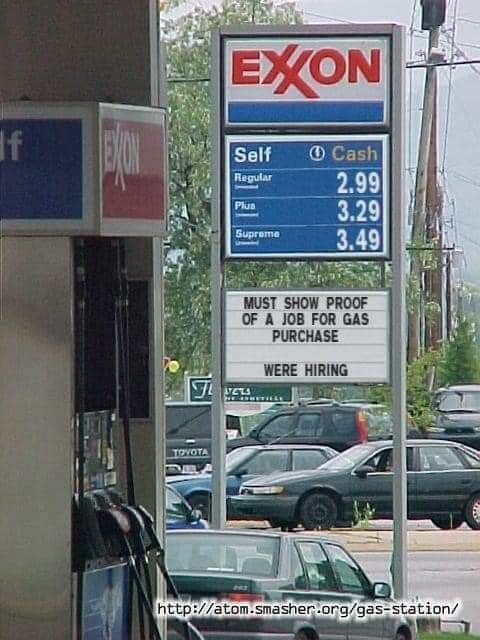 EXXON
Self Cash
Regular 2.99
Plus 3.29
Supreme 3.49
MUST SHOW PROOF
OF A JOB FOR GAS
PURCHASE
WERE HIRING
lf
EXXON
TOYOTA
http://atom.smasher.org/gas-station/